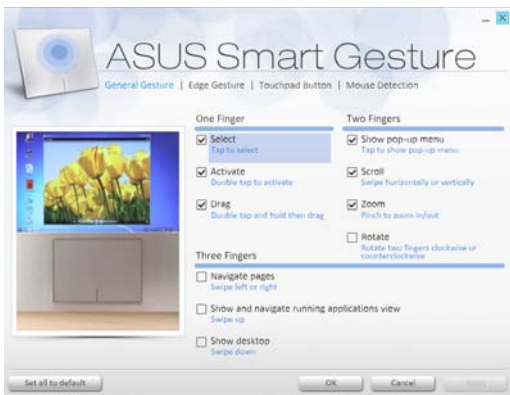 ASUS Smart Gesture
General Gesture | Edge Gesture | Touchpad Button | Mouse Detection
One Finger
Select
Tap to select
Activate
Double tap to activate
Drag
Double tap and hold then drag
Two Fingers
Show pop-up menu
Tap to show pop-up menu
Scroll
Swipe horizontally or vertically
Zoom
Pinch to zoom in/out
Rotate
Rotate two fingers clockwise or
counterclockwise
Three Fingers
Navigate pages
Swipe left or right
Show and navigate running applications view
Swipe up
Show desktop
Swipe down
Set all to default
OK
Cancel
Apply